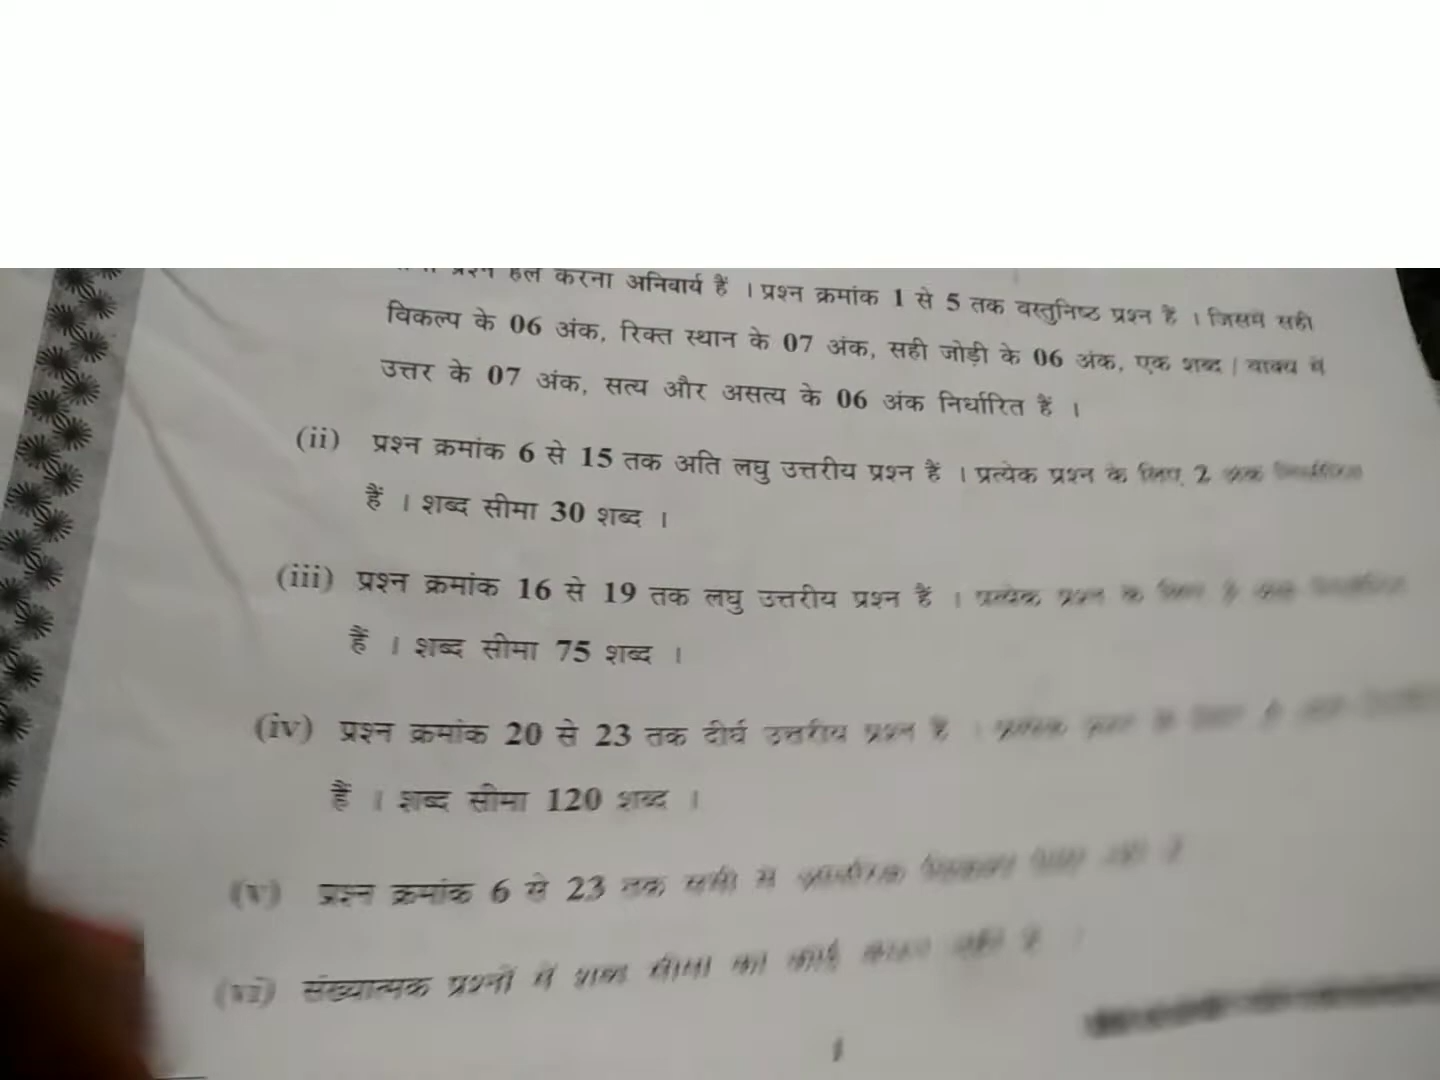 प्रश्न हल करना अनिवार्य हैं । प्रश्न क्रमांक 1 से 5 तक वस्तुनिष्ठ प्रश्न हैं । जिसमें सही
विकल्प के 06 अंक, रिक्त स्थान के 07 अंक, सही जोड़ी के 06 अंक, एक शब्द / वाक्य में
उत्तर के 07 अंक, सत्य और असत्य के 06 अंक निर्धारित हैं ।
(ii) प्रश्न क्रमांक 6 से 15 तक अति लघु उत्तरीय प्रश्न हैं । प्रत्येक प्रश्न के लिए 2 अंक
हैं । शब्द सीमा 30 शब्द ।
(iii) प्रश्न क्रमांक 16 से 19 तक लघु उत्तरीय प्रश्न हैं । प्रत्येक प्रश्न के
हैं । शब्द सीमा 75 शब्द ।
(iv) प्रश्न क्रमांक 20 से 23 तक दीर्घ उत्तरीय प्रश्न हैं ।
हैं । शब्द सीमा 120 शब्द ।
(v) प्रश्न क्रमांक 6 से 23 तक सभी में
(vi) संख्यात्मक प्रश्नों में शब्द सीमा का कोई